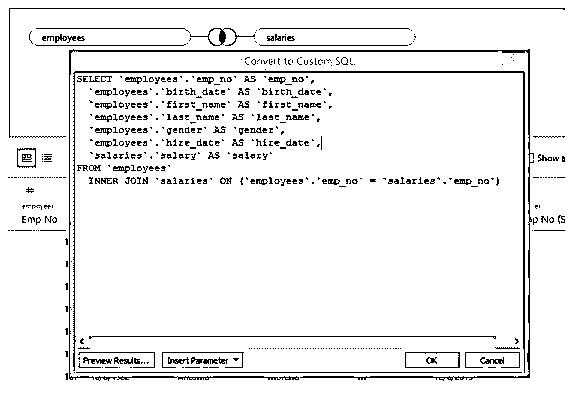 employees
salaries
Convert to Custom SQL
SELECT `employees`.`emp_no` AS `emp_no`,
`employees`.`birth_date` AS `birth_date`,
`employees`.`first_name` AS `first_name`,
`employees`.`last_name` AS `last_name`,
`employees`.`gender` AS `gender`,
`employees`.`hire_date` AS `hire_date`,
`salaries`.`salary` AS `salary`
FROM `employees`
INNER JOIN `salaries` ON (`employees`.`emp_no` = `salaries`.`emp_no`)
Show
#
employees
Emp No
p No (S
Preview Results...
Insert Parameter
OK
Cancel